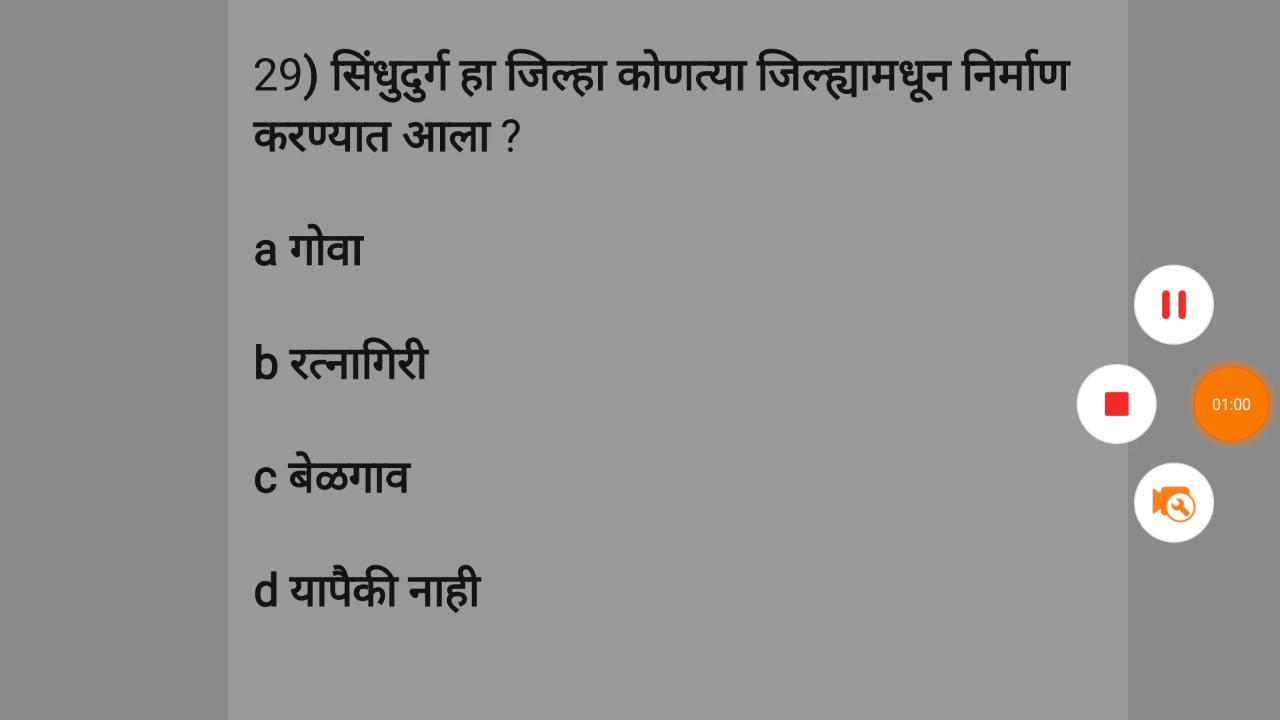 29) सिंधुदुर्ग हा जिल्हा कोणत्या जिल्ह्यामधून निर्माण
करण्यात आला ?
a गोवा
b रत्नागिरी
01:00
c बेळगाव
d यापैकी नाही